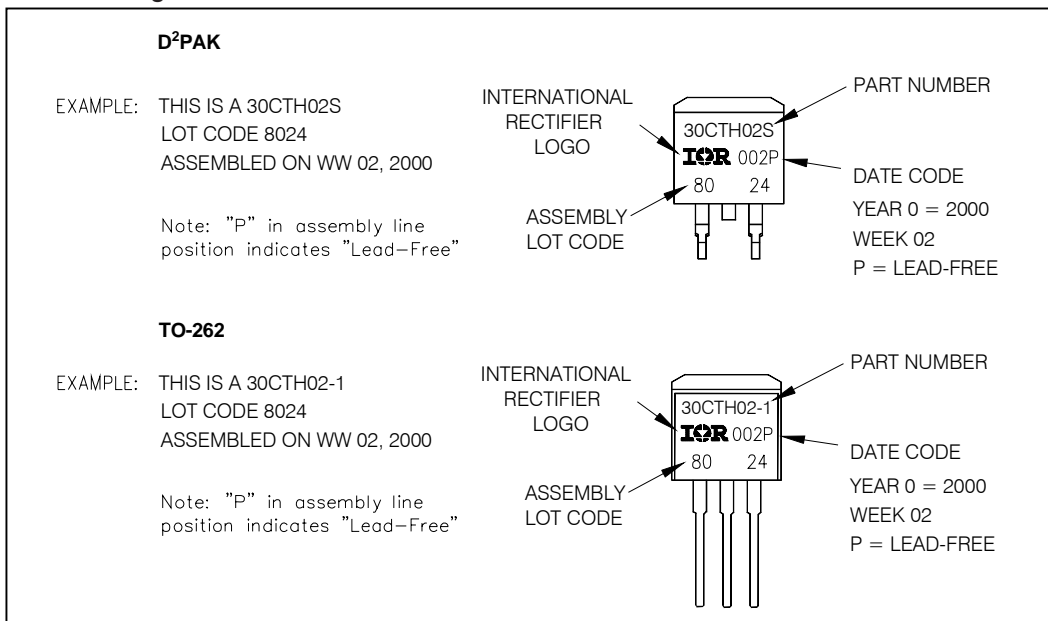 D²PAK
EXAMPLE: THIS IS A 30CTH02S
LOT CODE 8024
ASSEMBLED ON WW 02, 2000
Note: "P" in assembly line
position indicates "Lead-Free"
INTERNATIONAL
RECTIFIER
LOGO
ASSEMBLY
LOT CODE
30CTH02S
IOR 002P
80 24
PART NUMBER
DATE CODE
YEAR 0 = 2000
WEEK 02
P = LEAD-FREE
TO-262
EXAMPLE: THIS IS A 30CTH02-1
LOT CODE 8024
ASSEMBLED ON WW 02, 2000
Note: "P" in assembly line
position indicates "Lead-Free"
INTERNATIONAL
RECTIFIER
LOGO
ASSEMBLY
LOT CODE
30CTH02-1
IOR 002P
80 24
PART NUMBER
DATE CODE
YEAR 0 = 2000
WEEK 02
P = LEAD-FREE